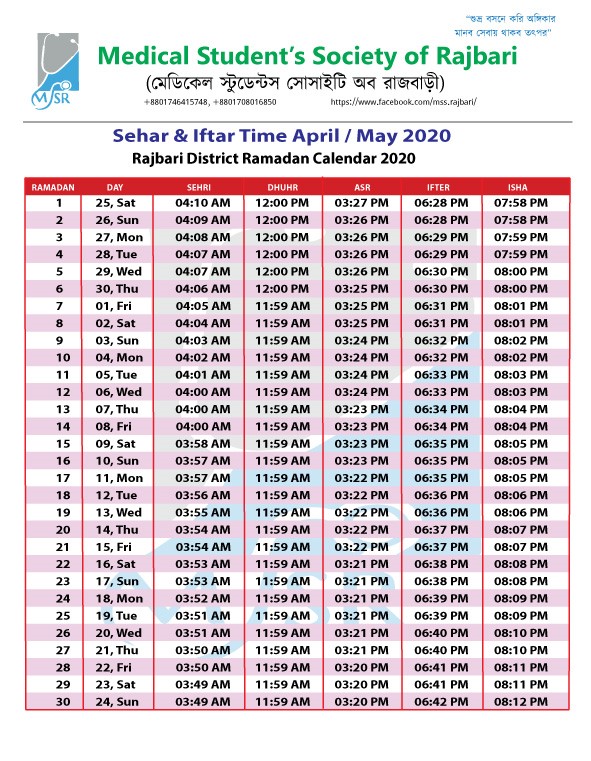 “শুভ্র বসনে করি অঙ্গিকার
মানব সেবায় থাকব তৎপর”
MSR
Medical Student’s Society of Rajbari
(মেডিকেল স্টুডেন্টস সোসাইটি অব রাজবাড়ী)
+8801746415748, +8801708016850 https://www.facebook.com/mss.rajbari/
Sehar & Iftar Time April / May 2020
Rajbari District Ramadan Calendar 2020
RAMADAN DAY SEHRI DHUHR ASR IFTER ISHA
1 25, Sat 04:10 AM 12:00 PM 03:27 PM 06:28 PM 07:58 PM
2 26, Sun 04:09 AM 12:00 PM 03:26 PM 06:28 PM 07:58 PM
3 27, Mon 04:08 AM 12:00 PM 03:26 PM 06:29 PM 07:59 PM
4 28, Tue 04:07 AM 12:00 PM 03:26 PM 06:29 PM 07:59 PM
5 29, Wed 04:07 AM 12:00 PM 03:26 PM 06:30 PM 08:00 PM
6 30, Thu 04:06 AM 12:00 PM 03:25 PM 06:30 PM 08:00 PM
7 01, Fri 04:05 AM 11:59 AM 03:25 PM 06:31 PM 08:01 PM
8 02, Sat 04:04 AM 11:59 AM 03:25 PM 06:31 PM 08:01 PM
9 03, Sun 04:03 AM 11:59 AM 03:24 PM 06:32 PM 08:02 PM
10 04, Mon 04:02 AM 11:59 AM 03:24 PM 06:32 PM 08:02 PM
11 05, Tue 04:01 AM 11:59 AM 03:24 PM 06:33 PM 08:03 PM
12 06, Wed 04:00 AM 11:59 AM 03:24 PM 06:33 PM 08:03 PM
13 07, Thu 04:00 AM 11:59 AM 03:23 PM 06:34 PM 08:04 PM
14 08, Fri 04:00 AM 11:59 AM 03:23 PM 06:34 PM 08:04 PM
15 09, Sat 03:58 AM 11:59 AM 03:23 PM 06:35 PM 08:05 PM
16 10, Sun 03:57 AM 11:59 AM 03:23 PM 06:35 PM 08:05 PM
17 11, Mon 03:57 AM 11:59 AM 03:22 PM 06:35 PM 08:05 PM
18 12, Tue 03:56 AM 11:59 AM 03:22 PM 06:36 PM 08:06 PM
19 13, Wed 03:55 AM 11:59 AM 03:22 PM 06:36 PM 08:06 PM
20 14, Thu 03:54 AM 11:59 AM 03:22 PM 06:37 PM 08:07 PM
21 15, Fri 03:54 AM 11:59 AM 03:22 PM 06:37 PM 08:07 PM
22 16, Sat 03:53 AM 11:59 AM 03:21 PM 06:38 PM 08:08 PM
23 17, Sun 03:53 AM 11:59 AM 03:21 PM 06:38 PM 08:08 PM
24 18, Mon 03:52 AM 11:59 AM 03:21 PM 06:39 PM 08:09 PM
25 19, Tue 03:51 AM 11:59 AM 03:21 PM 06:39 PM 08:09 PM
26 20, Wed 03:51 AM 11:59 AM 03:21 PM 06:40 PM 08:10 PM
27 21, Thu 03:50 AM 11:59 AM 03:21 PM 06:40 PM 08:10 PM
28 22, Fri 03:50 AM 11:59 AM 03:20 PM 06:41 PM 08:11 PM
29 23, Sat 03:49 AM 11:59 AM 03:20 PM 06:41 PM 08:11 PM
30 24, Sun 03:49 AM 11:59 AM 03:20 PM 06:42 PM 08:12 PM